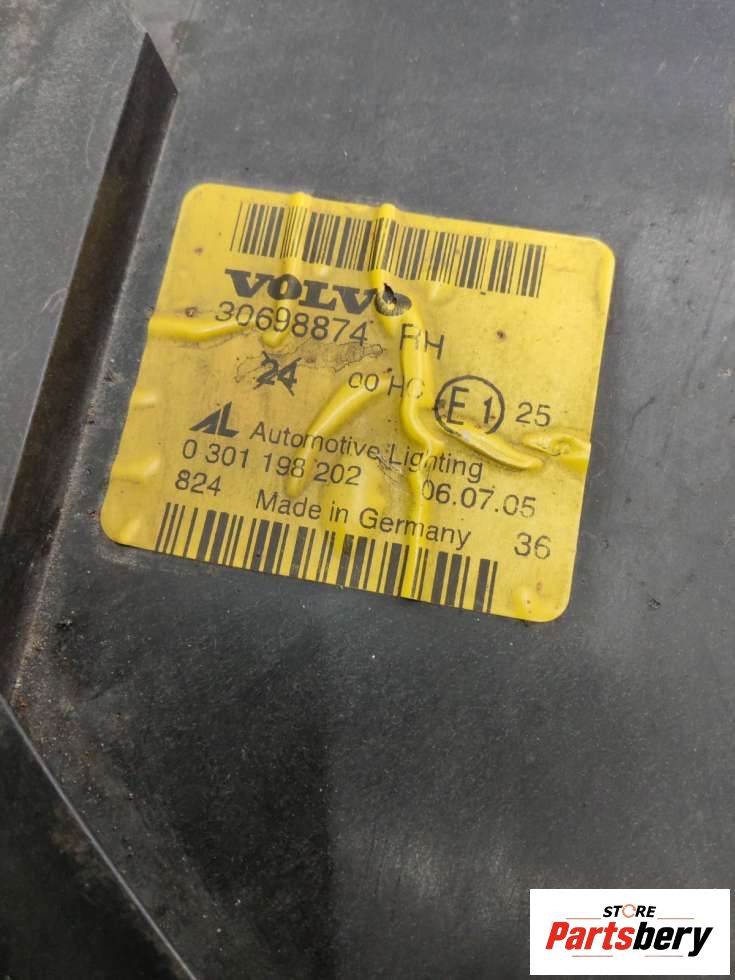 VOLVO
30698874 RH
24 00 HC E1 25
AL Automotive Lighting
0 301 198 202 06.07.05
824 Made in Germany 36
STORE
Partsbery